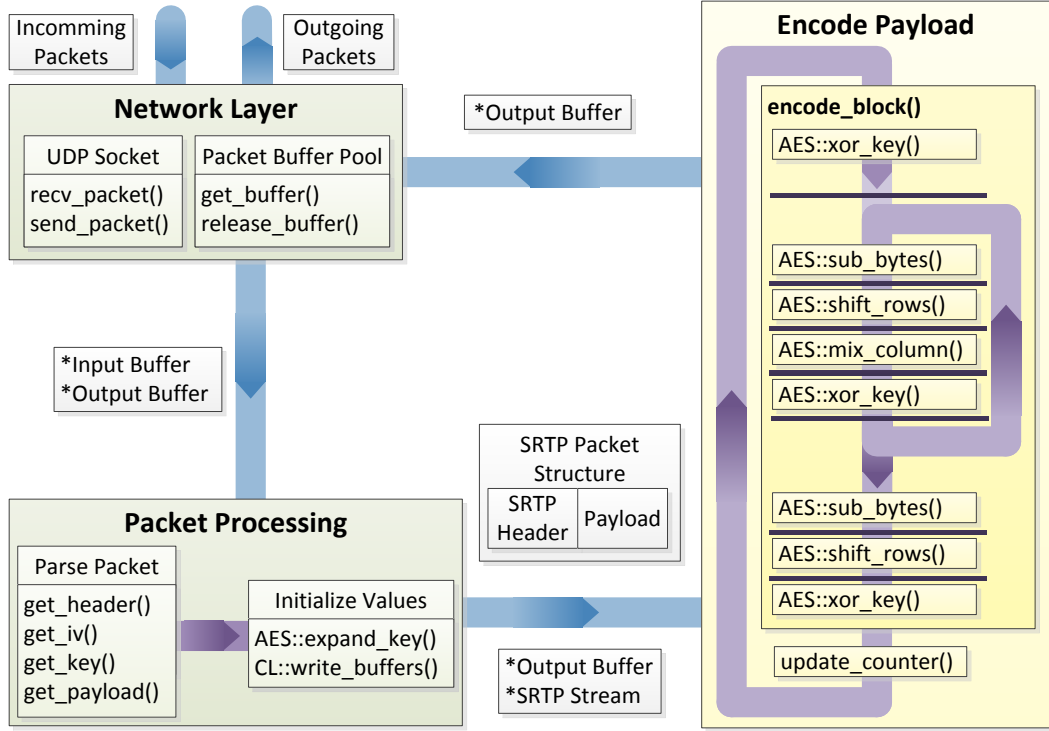 Incomming
Packets
Outgoing
Packets
Network Layer
UDP Socket
recv_packet()
send_packet()
Packet Buffer Pool
get_buffer()
release_buffer()
*Output Buffer
*Input Buffer
*Output Buffer
Packet Processing
Parse Packet
get_header()
get_iv()
get_key()
get_payload()
Initialize Values
AES::expand_key()
CL::write_buffers()
SRTP Packet
Structure
SRTP
Header
Payload
*Output Buffer
*SRTP Stream
Encode Payload
encode_block()
AES::xor_key()
AES::sub_bytes()
AES::shift_rows()
AES::mix_column()
AES::xor_key()
AES::sub_bytes()
AES::shift_rows()
AES::xor_key()
update_counter()